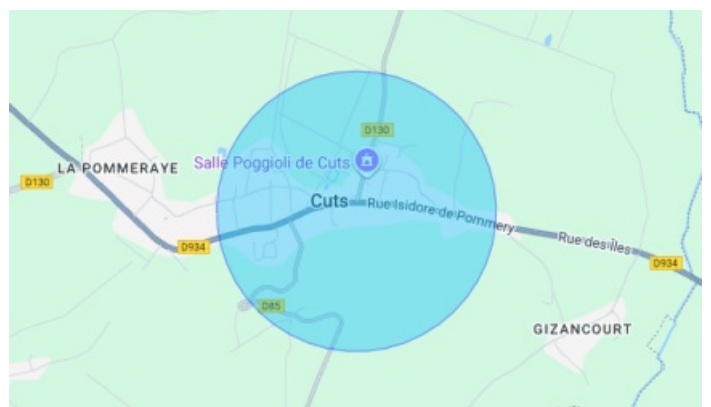 D130
Salle Poggioli de Cuts
LA POMMERAYE
D130
Cuts
Rue Isidore de Pommery
D934
Rue des Îles
D934
D85
GIZANCOURT